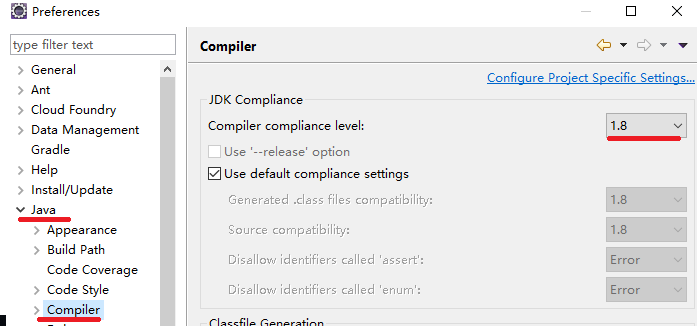 Preferences
type filter text
General
Ant
Cloud Foundry
Data Management
Gradle
Help
Install/Update
Java
Appearance
Build Path
Code Coverage
Code Style
Compiler
Compiler
Configure Project Specific Settings...
JDK Compliance
Compiler compliance level: 1.8
Use '--release' option
Use default compliance settings
Generated .class files compatibility: 1.8
Source compatibility: 1.8
Disallow identifiers called 'assert': Error
Disallow identifiers called 'enum': Error
Classfile Generation